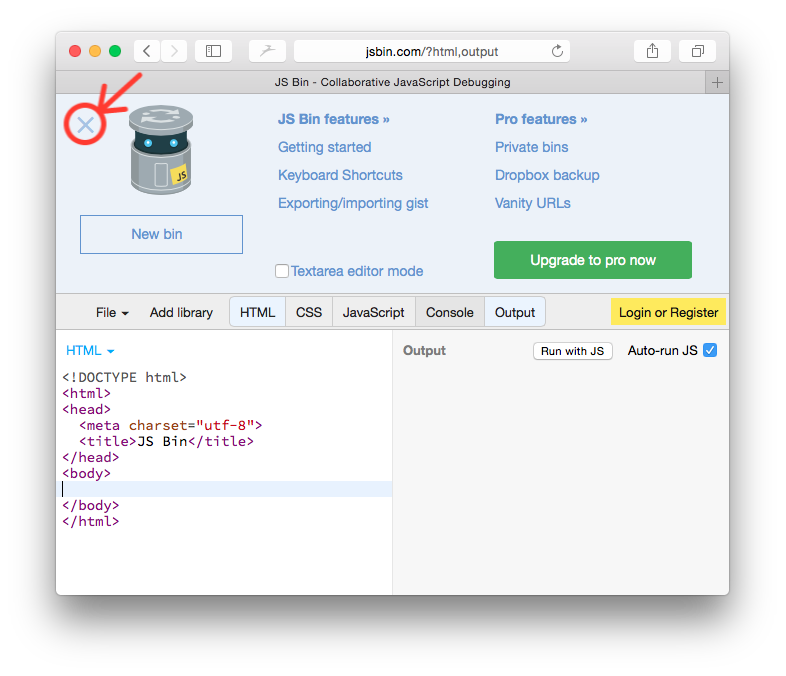 jsbin.com/?html,output
JS Bin - Collaborative JavaScript Debugging
JS
New bin
JS Bin features »
Getting started
Keyboard Shortcuts
Exporting/importing gist
Textarea editor mode
Pro features »
Private bins
Dropbox backup
Vanity URLs
Upgrade to pro now
File Add library HTML CSS JavaScript Console Output Login or Register
HTML
<!DOCTYPE html>
<html>
<head>
  <meta charset="utf-8">
  <title>JS Bin</title>
</head>
<body>

</body>
</html>
Output Run with JS Auto-run JS